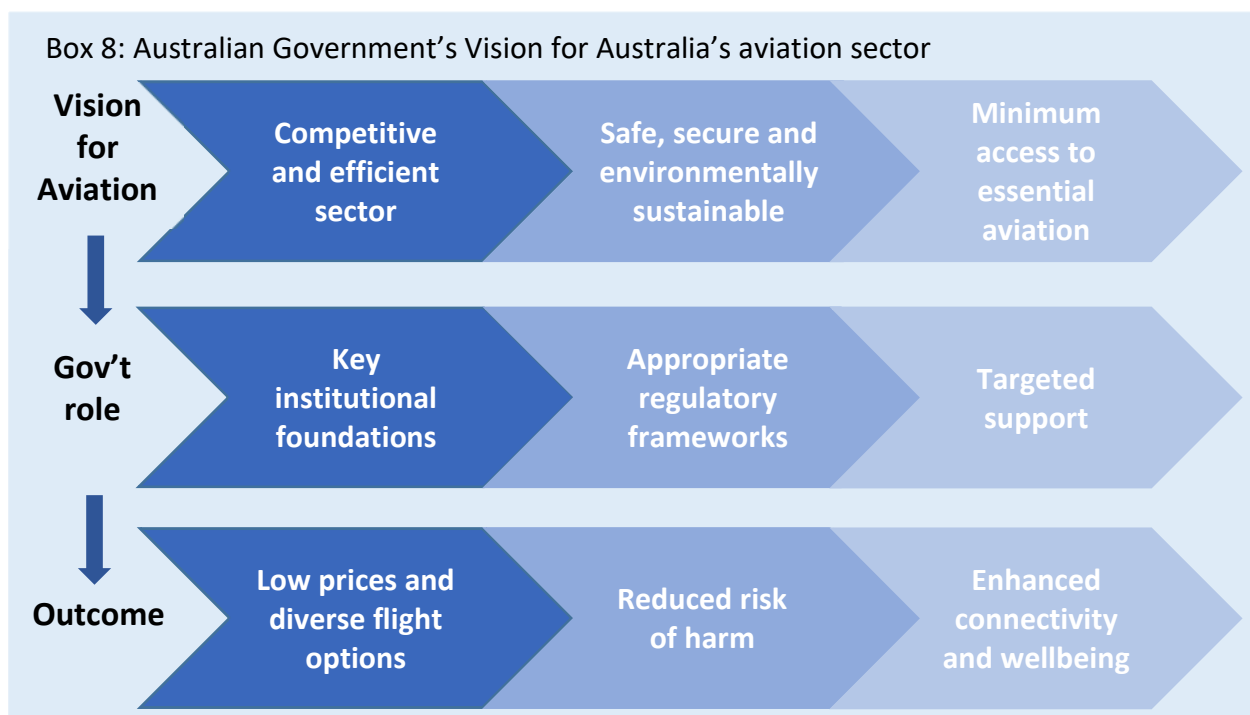 Box 8: Australian Government’s Vision for Australia’s aviation sector
Vision
for
Aviation
Competitive
and efficient
sector
Safe, secure and
environmentally
sustainable
Minimum
access to
essential
aviation
Gov’t
role
Key
institutional
foundations
Appropriate
regulatory
frameworks
Targeted
support
Outcome
Low prices and
diverse flight
options
Reduced risk
of harm
Enhanced
connectivity
and wellbeing